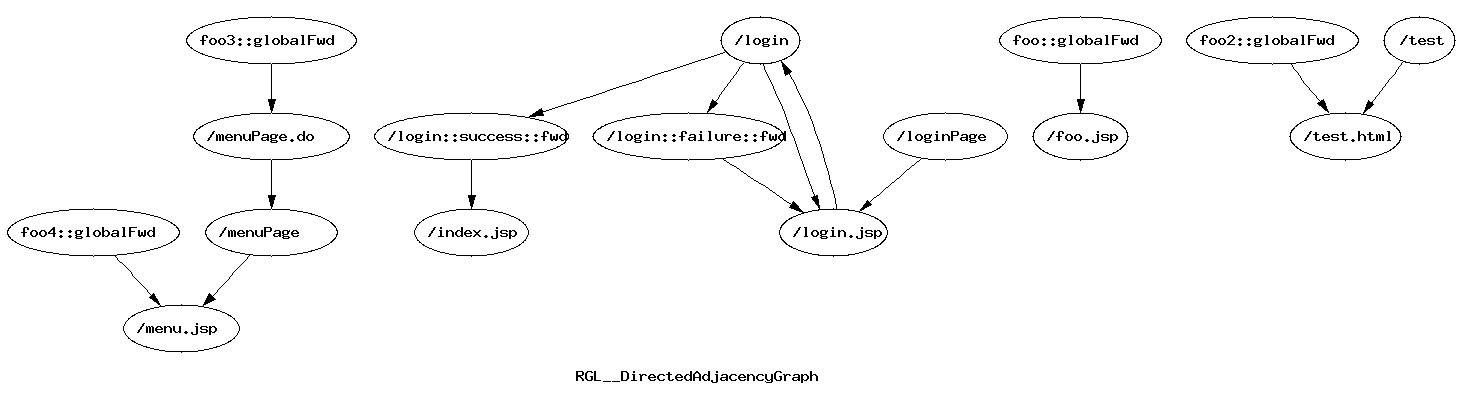 foo3::globalFwd
/login
foo::globalFwd
foo2::globalFwd
/test
/menuPage.do
/login::success::fwd
/login::failure::fwd
/loginPage
/foo.jsp
/test.html
foo4::globalFwd
/menuPage
/index.jsp
/login.jsp
/menu.jsp
RGL__DirectedAdjacencyGraph